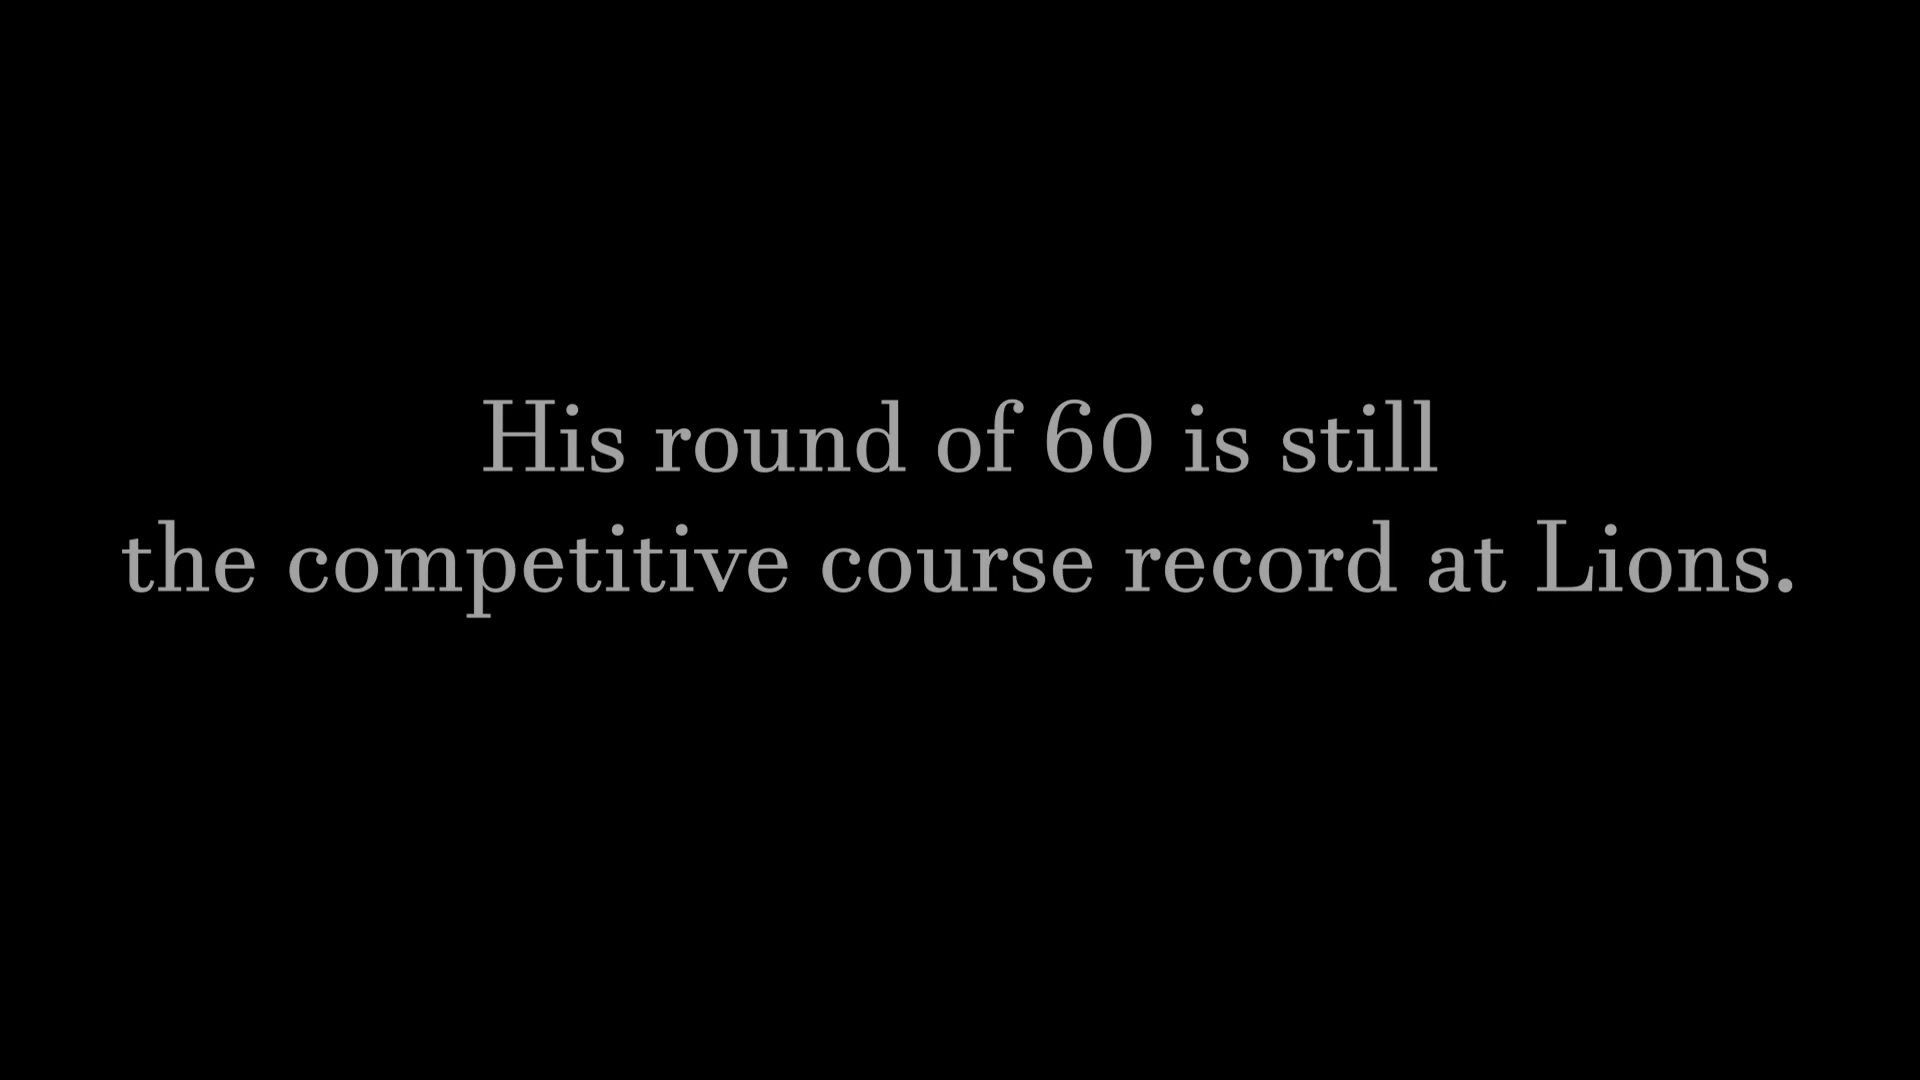 His round of 60 is still
the competitive course record at Lions.